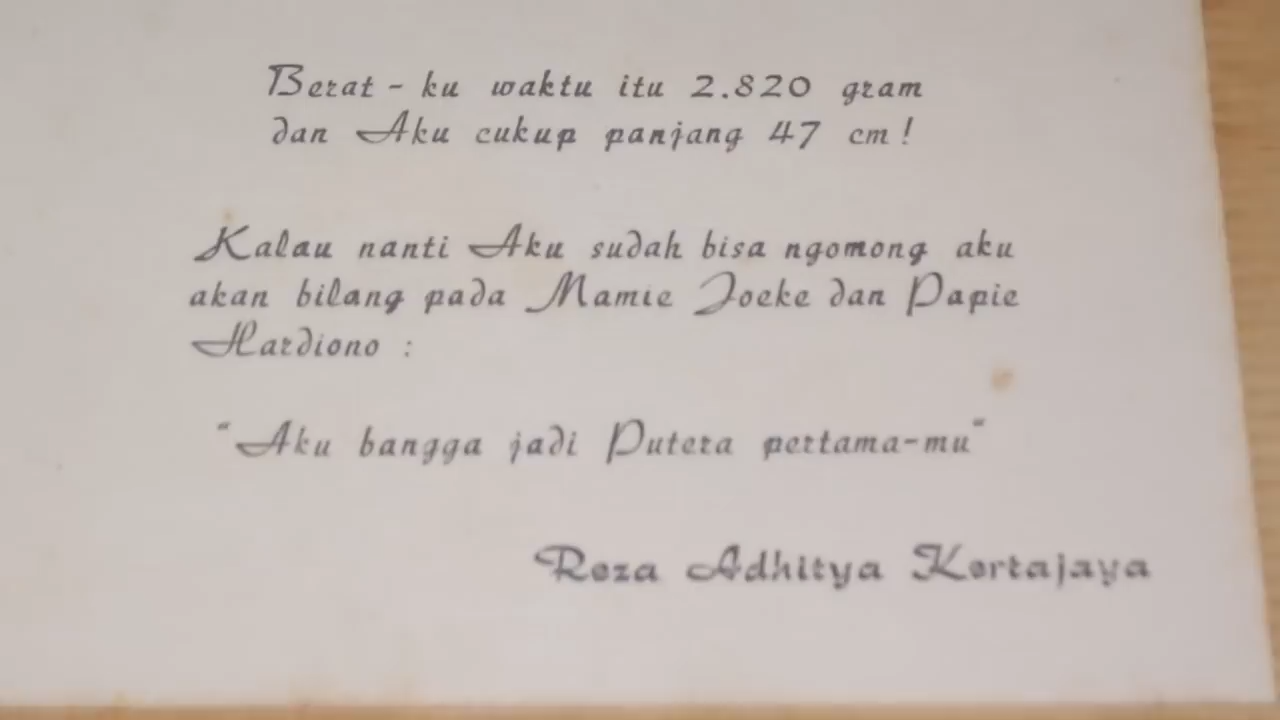 Berat - ku waktu itu 2.820 gram
dan Aku cukup panjang 47 cm!
Kalau nanti Aku sudah bisa ngomong aku
akan bilang pada Mamie Joeke dan Papie
Hardiono :
"Aku bangga jadi Putera pertama-mu"
Reza Adhitya Kertajaya